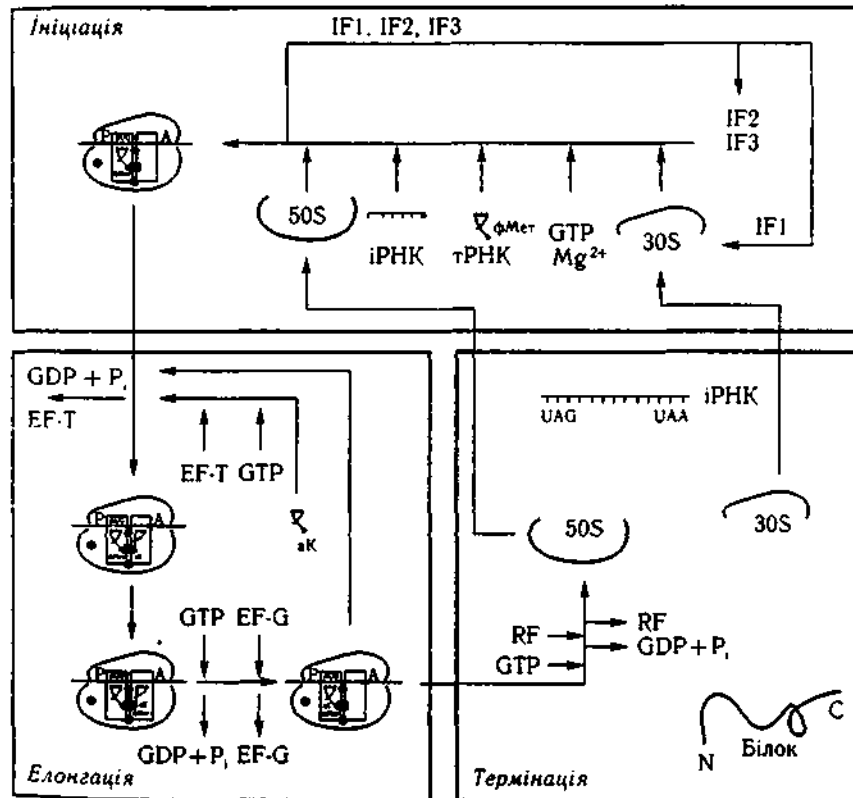 Ініціація
IF1, IF2, IF3
IF2
IF3
P A
50S
фМет
іРНК
тРНК
GTP
Mg²⁺
30S
IF1
GDP + Pᵢ
EF-T
EF-T GTP
P A
aK
GTP EF-G
P A
P A
GDP+Pᵢ EF-G
Елонгація
іРНК
UAG UAA
50S
30S
RF
GTP
RF
GDP+Pᵢ
N
C
Білок
Термінація